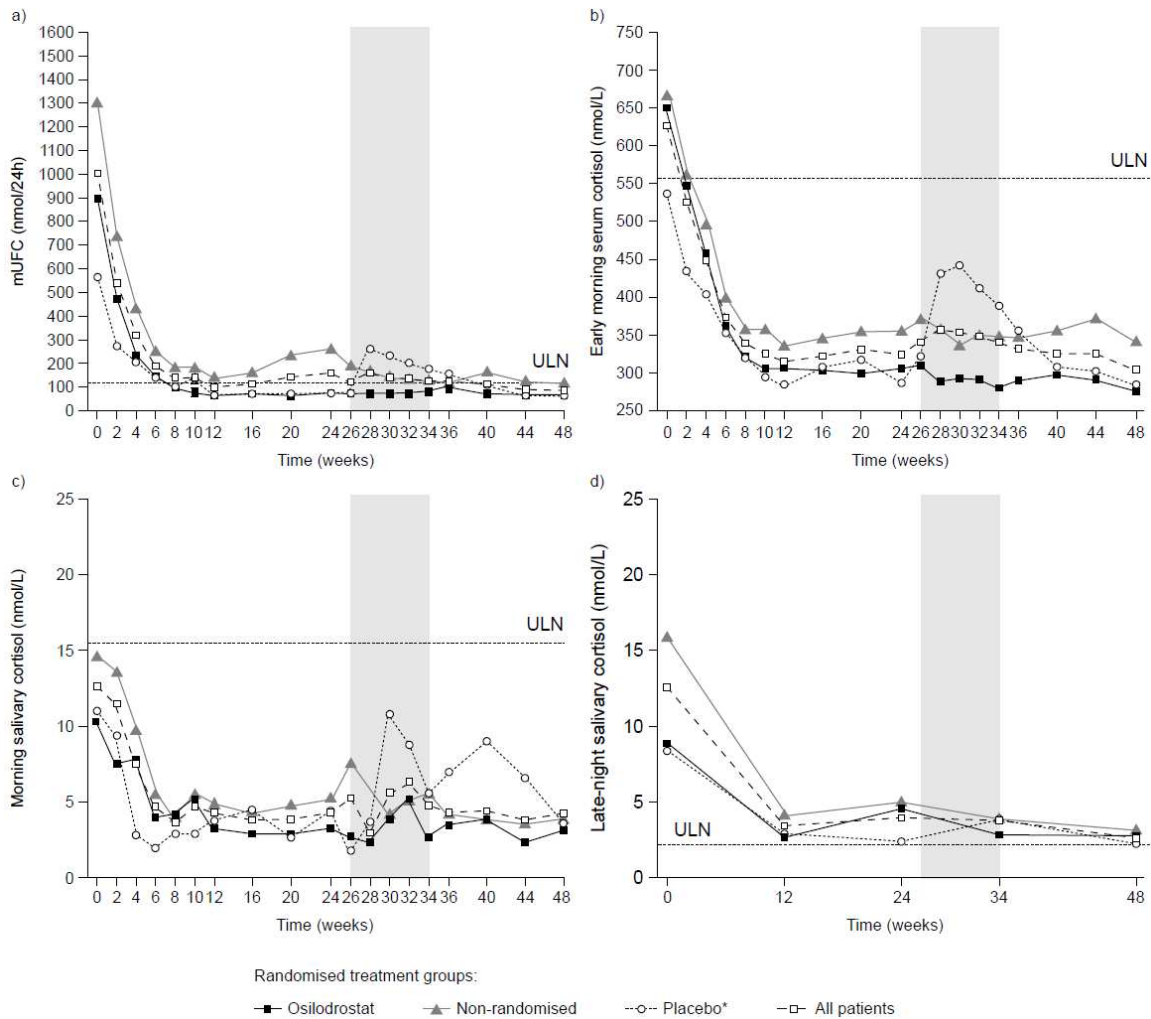 a)
mUFC (nmol/24h)
1600
1500
1400
1300
1200
1100
1000
900
800
700
600
500
400
300
200
100
0
ULN
0 2 4 6 8 10 12 16 20 24 26 28 30 32 34 36 40 44 48
Time (weeks)
b)
Early morning serum cortisol (nmol/L)
750
700
650
600
550
500
450
400
350
300
250
ULN
0 2 4 6 8 10 12 16 20 24 26 28 30 32 34 36 40 44 48
Time (weeks)
c)
Morning salivary cortisol (nmol/L)
25
20
15
10
5
0
ULN
0 2 4 6 8 10 12 16 20 24 26 28 30 32 34 36 40 44 48
Time (weeks)
d)
Late-night salivary cortisol (nmol/L)
25
20
15
10
5
0
ULN
0 12 24 34 48
Time (weeks)
Randomised treatment groups:
Osilodrostat Non-randomised Placebo* All patients